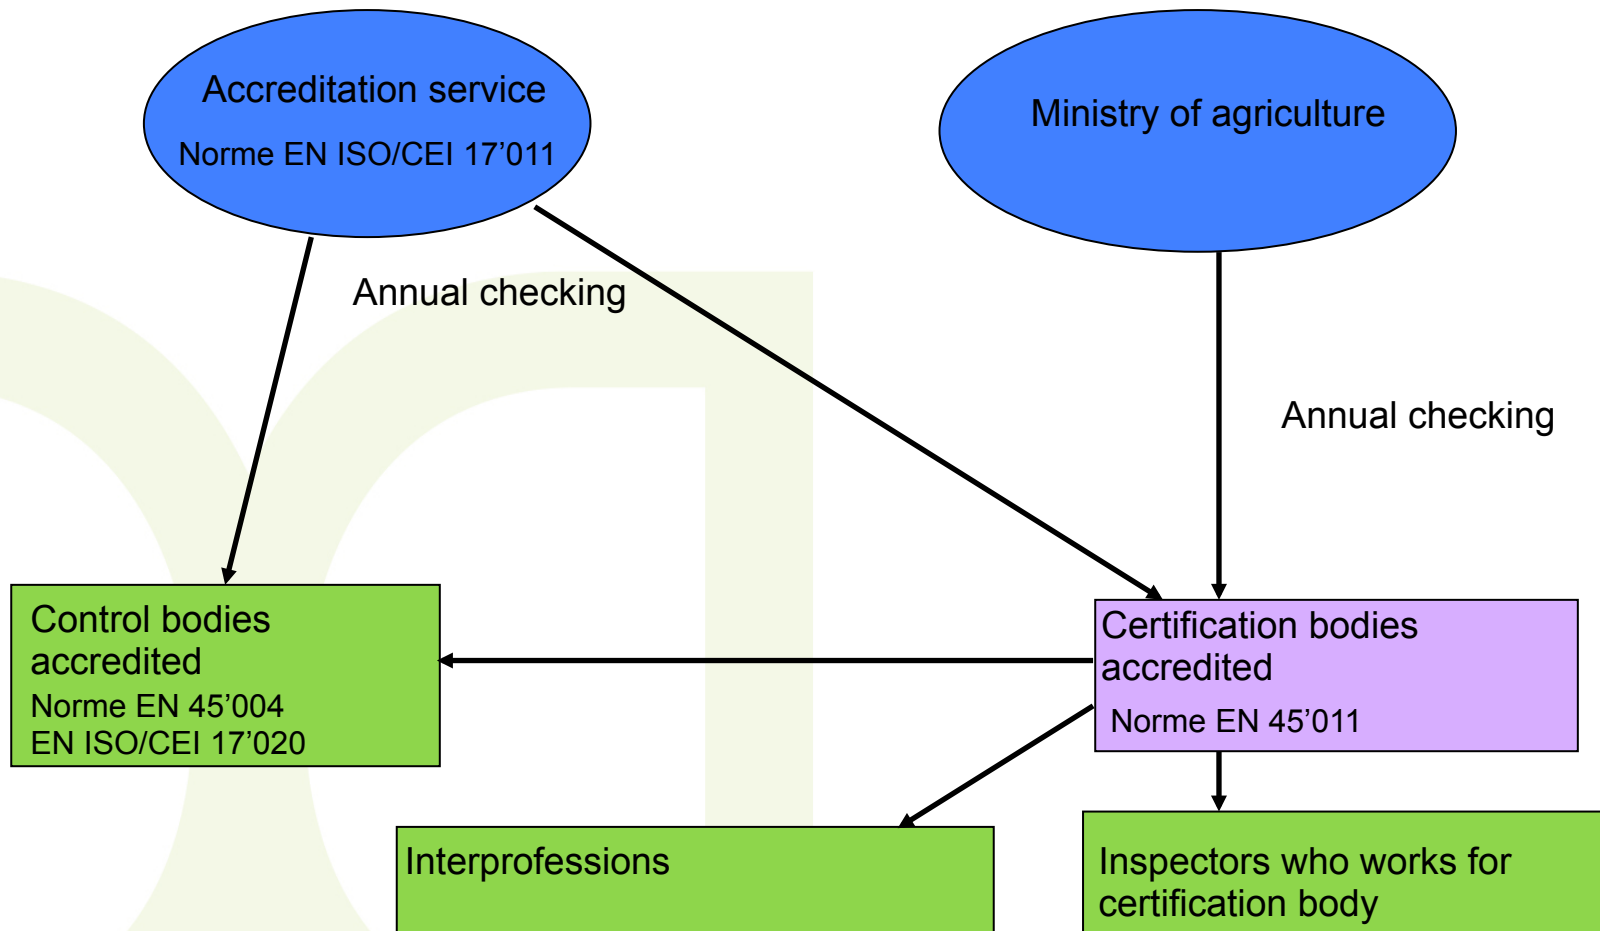 Accreditation service
Norme EN ISO/CEI 17’011
Ministry of agriculture
Annual checking
Annual checking
Control bodies
accredited
Norme EN 45’004
EN ISO/CEI 17’020
Certification bodies
accredited
Norme EN 45’011
Interprofessions
Inspectors who works for
certification body